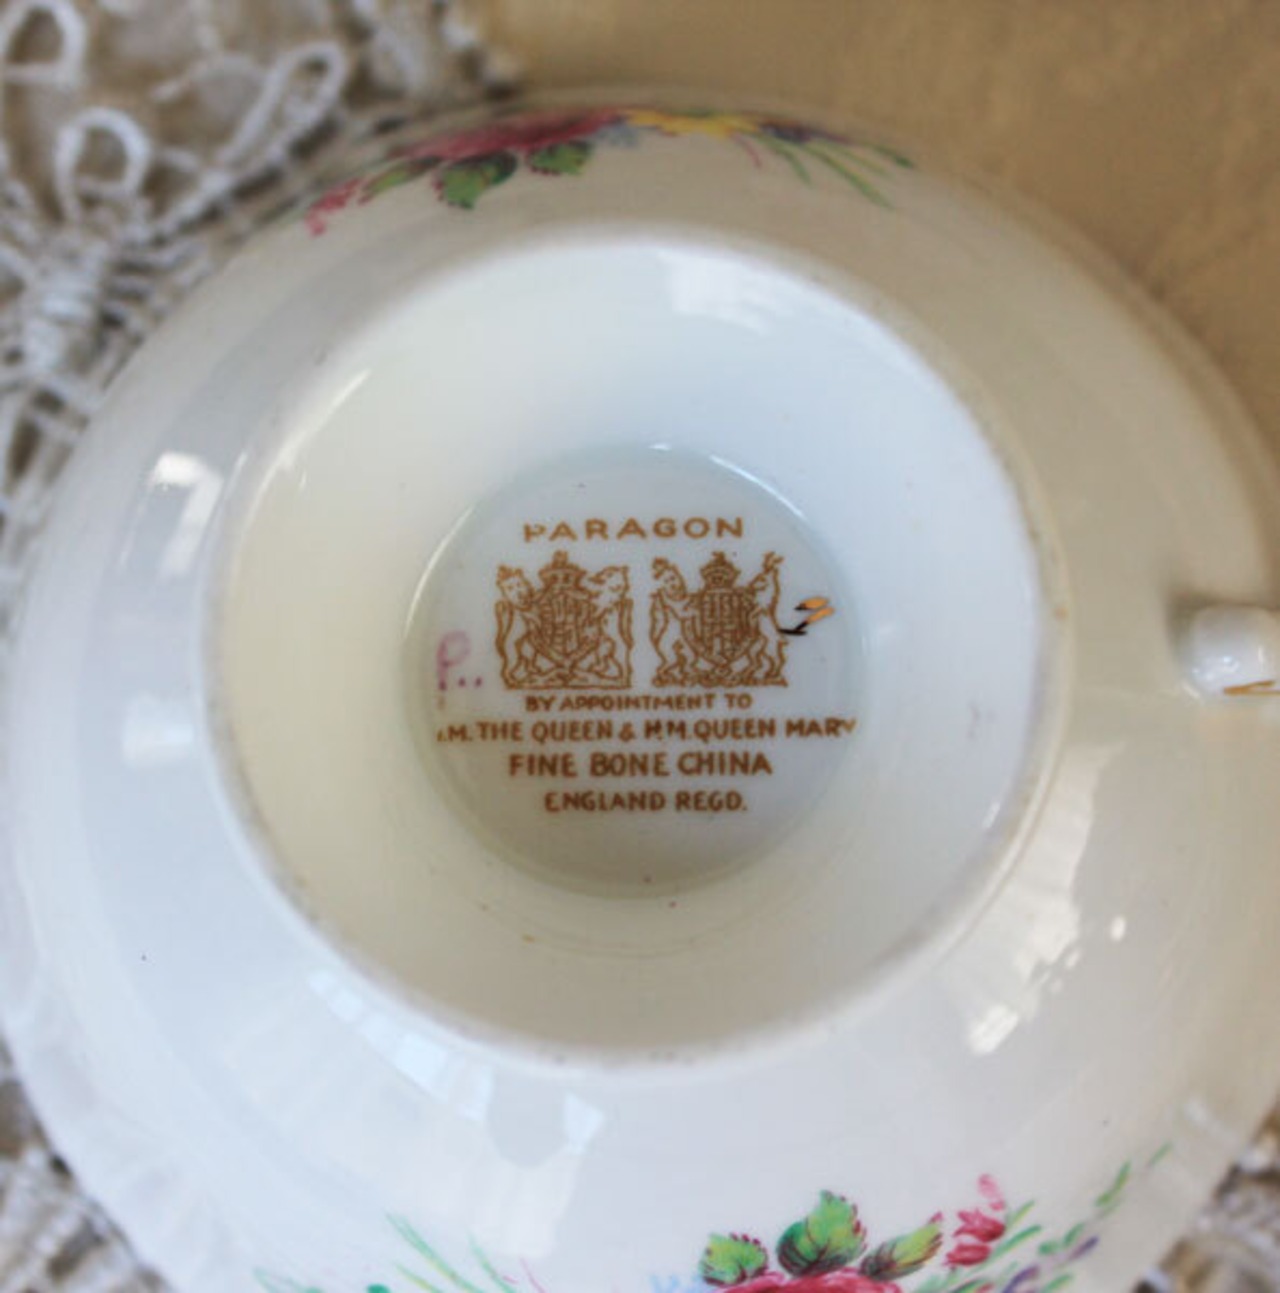 PARAGON
P..
BY APPOINTMENT TO
.M. THE QUEEN & H.M. QUEEN MARY
FINE BONE CHINA
ENGLAND REGD.